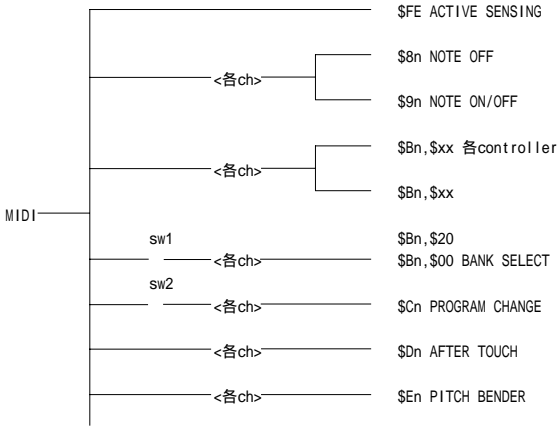 $FE ACTIVE SENSING
$8n NOTE OFF
<各ch>
$9n NOTE ON/OFF
$Bn,$xx 各controller
<各ch>
$Bn,$xx
MIDI
sw1
$Bn,$20
<各ch>
$Bn,$00 BANK SELECT
sw2
<各ch>
$Cn PROGRAM CHANGE
<各ch>
$Dn AFTER TOUCH
<各ch>
$En PITCH BENDER